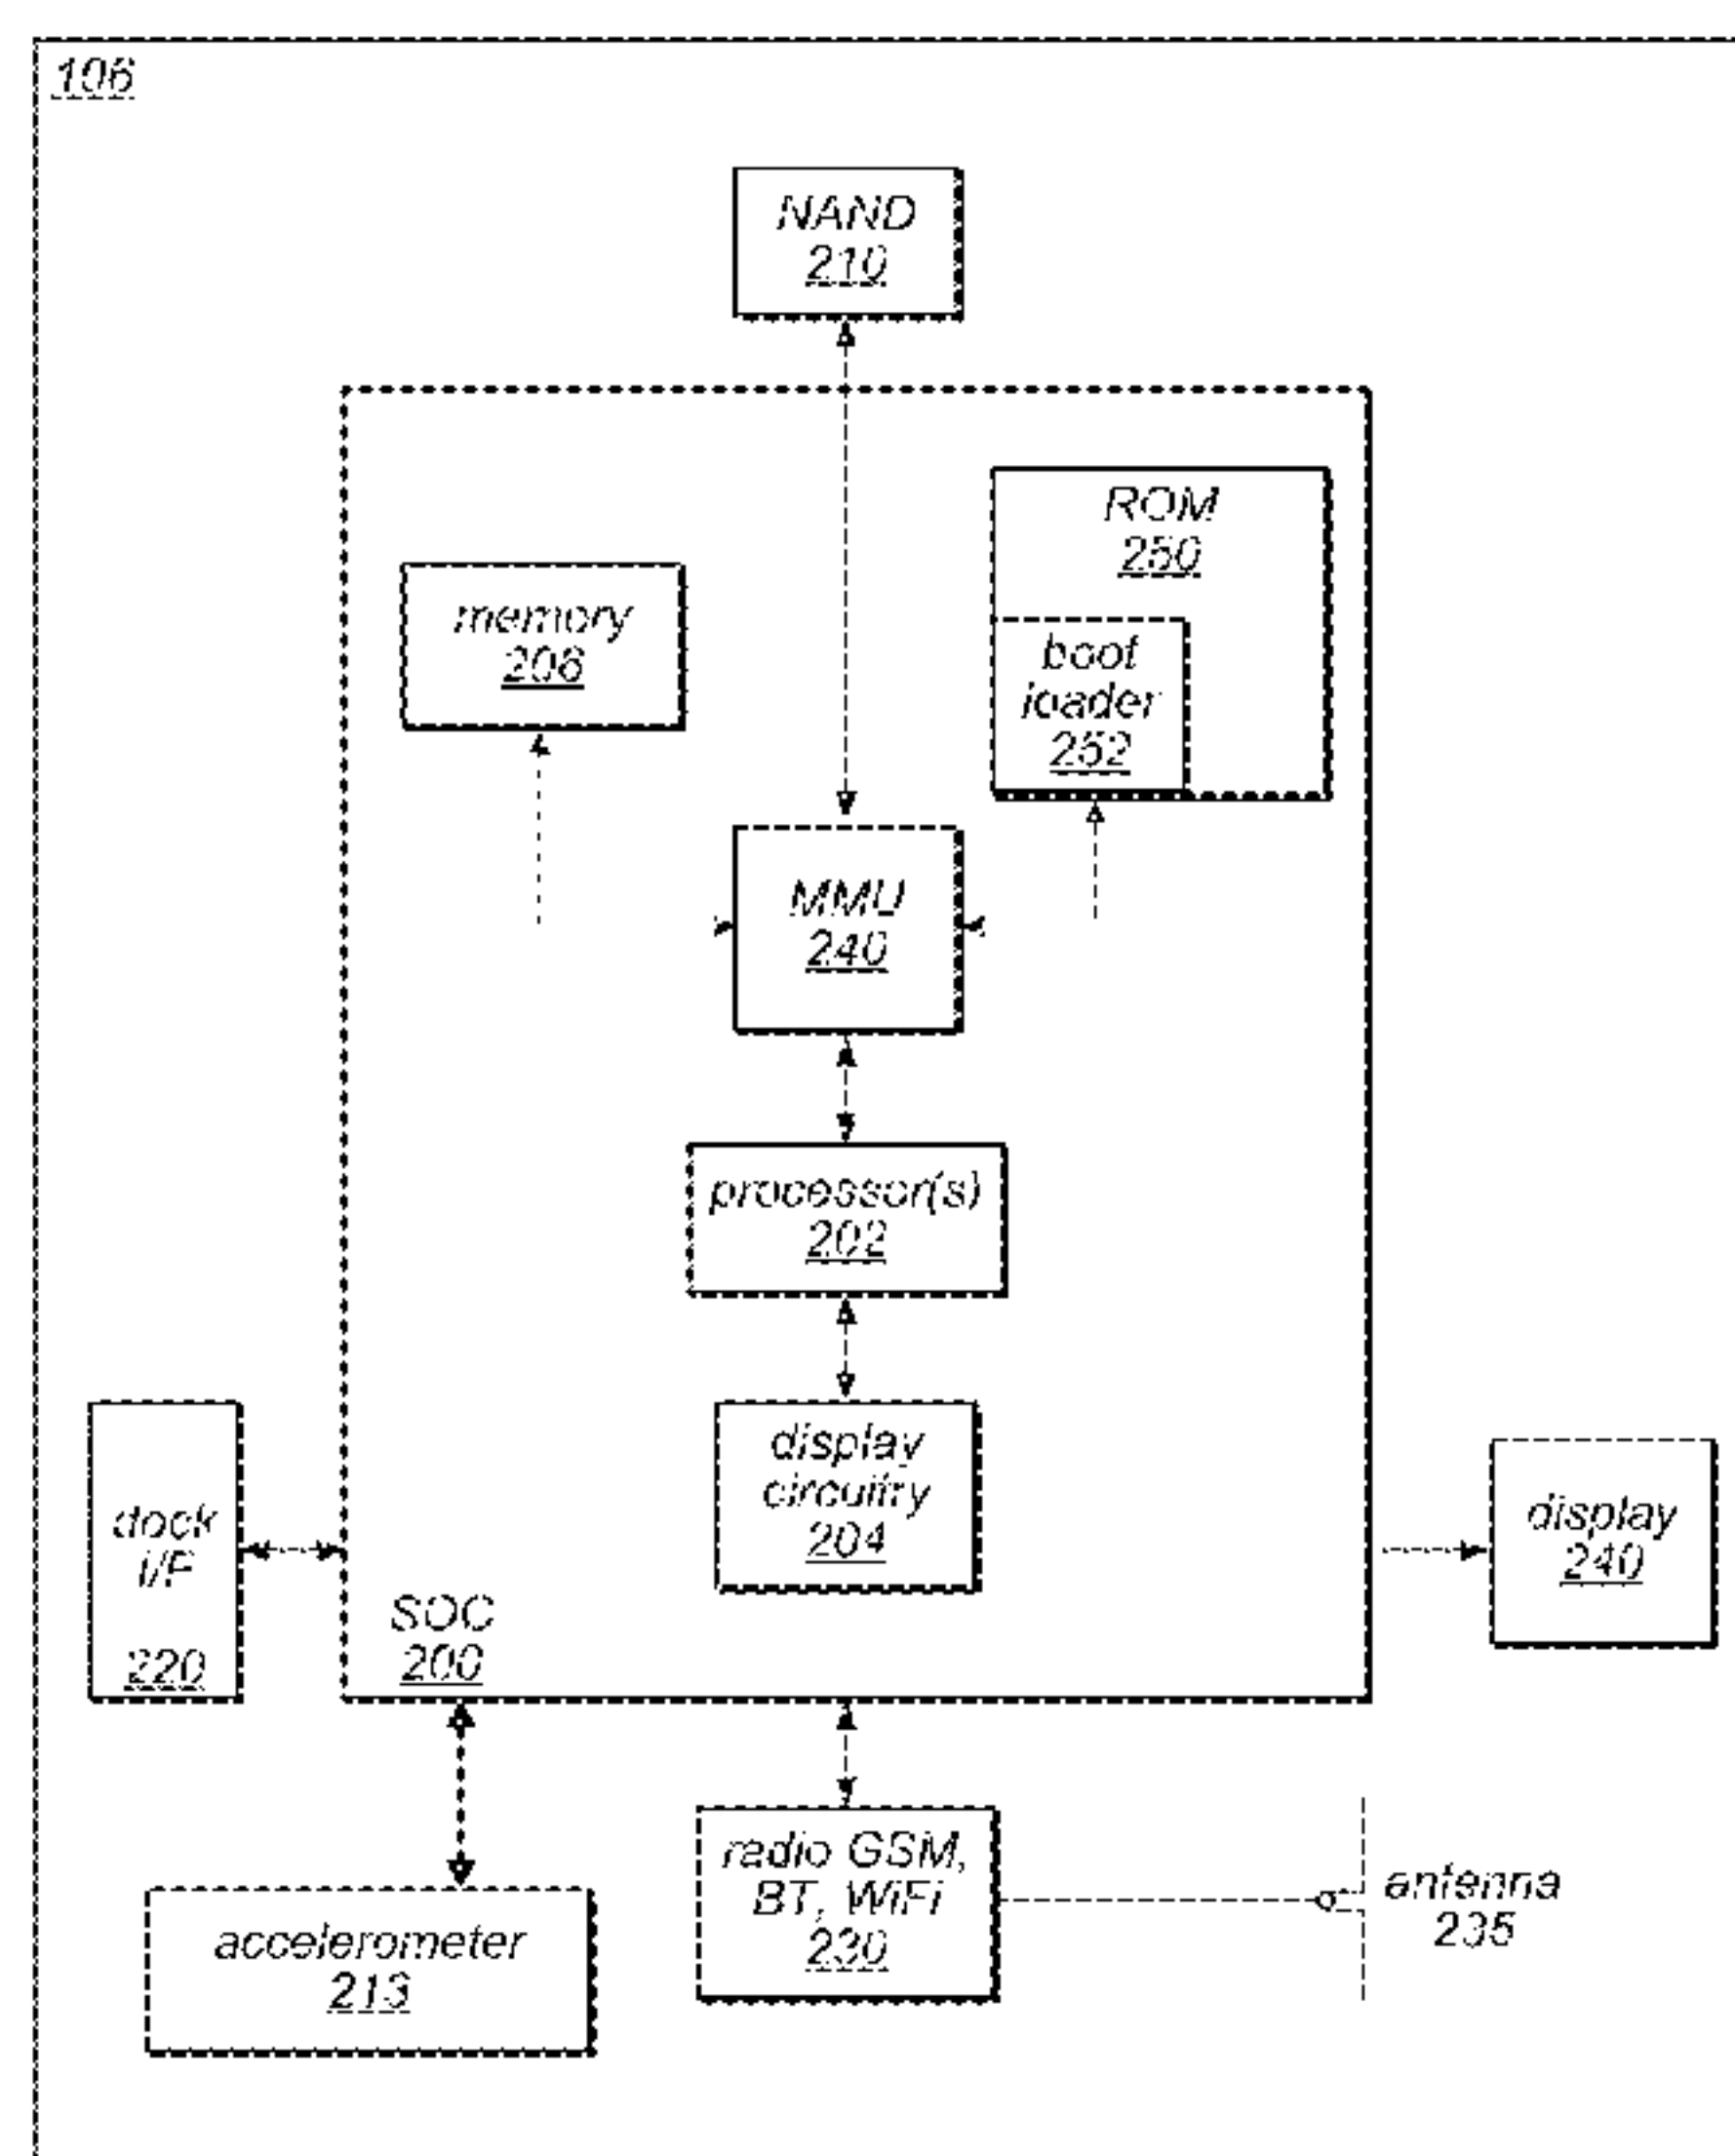 106
NAND
210
ROM
250
memory
206
boot
loader
252
MMU
240
processor(s)
202
display
circuitry
204
dock
I/F
220
display
240
SOC
200
radio GSM,
BT, WiFi
230
antenna
235
accelerometer
213